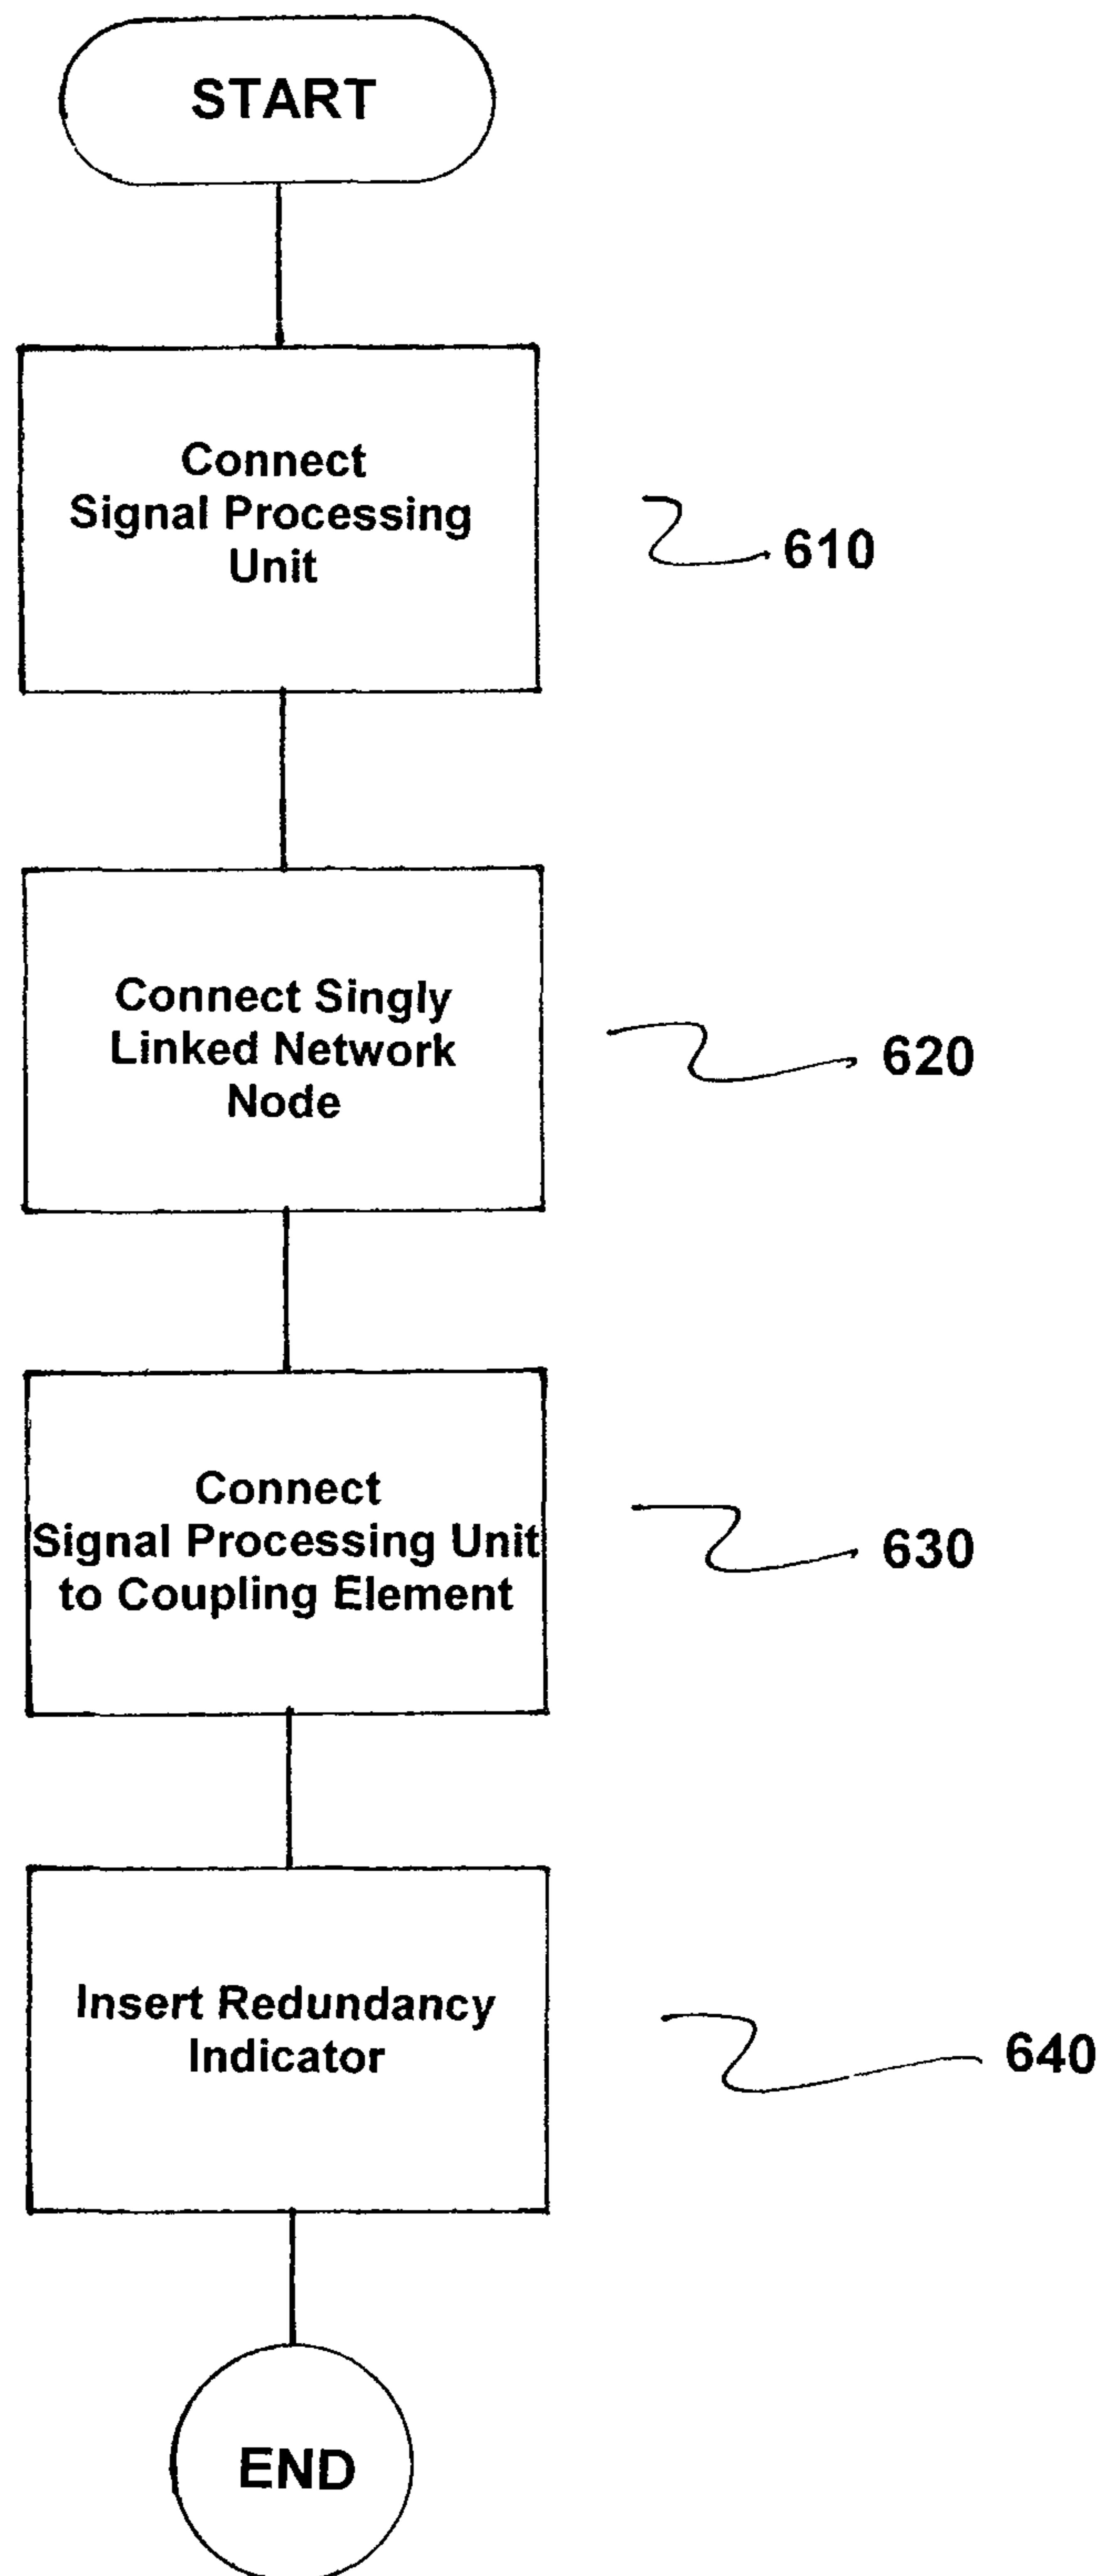 START
Connect
Signal Processing
Unit
610
Connect Singly
Linked Network
Node
620
Connect
Signal Processing Unit
to Coupling Element
630
Insert Redundancy
Indicator
640
END